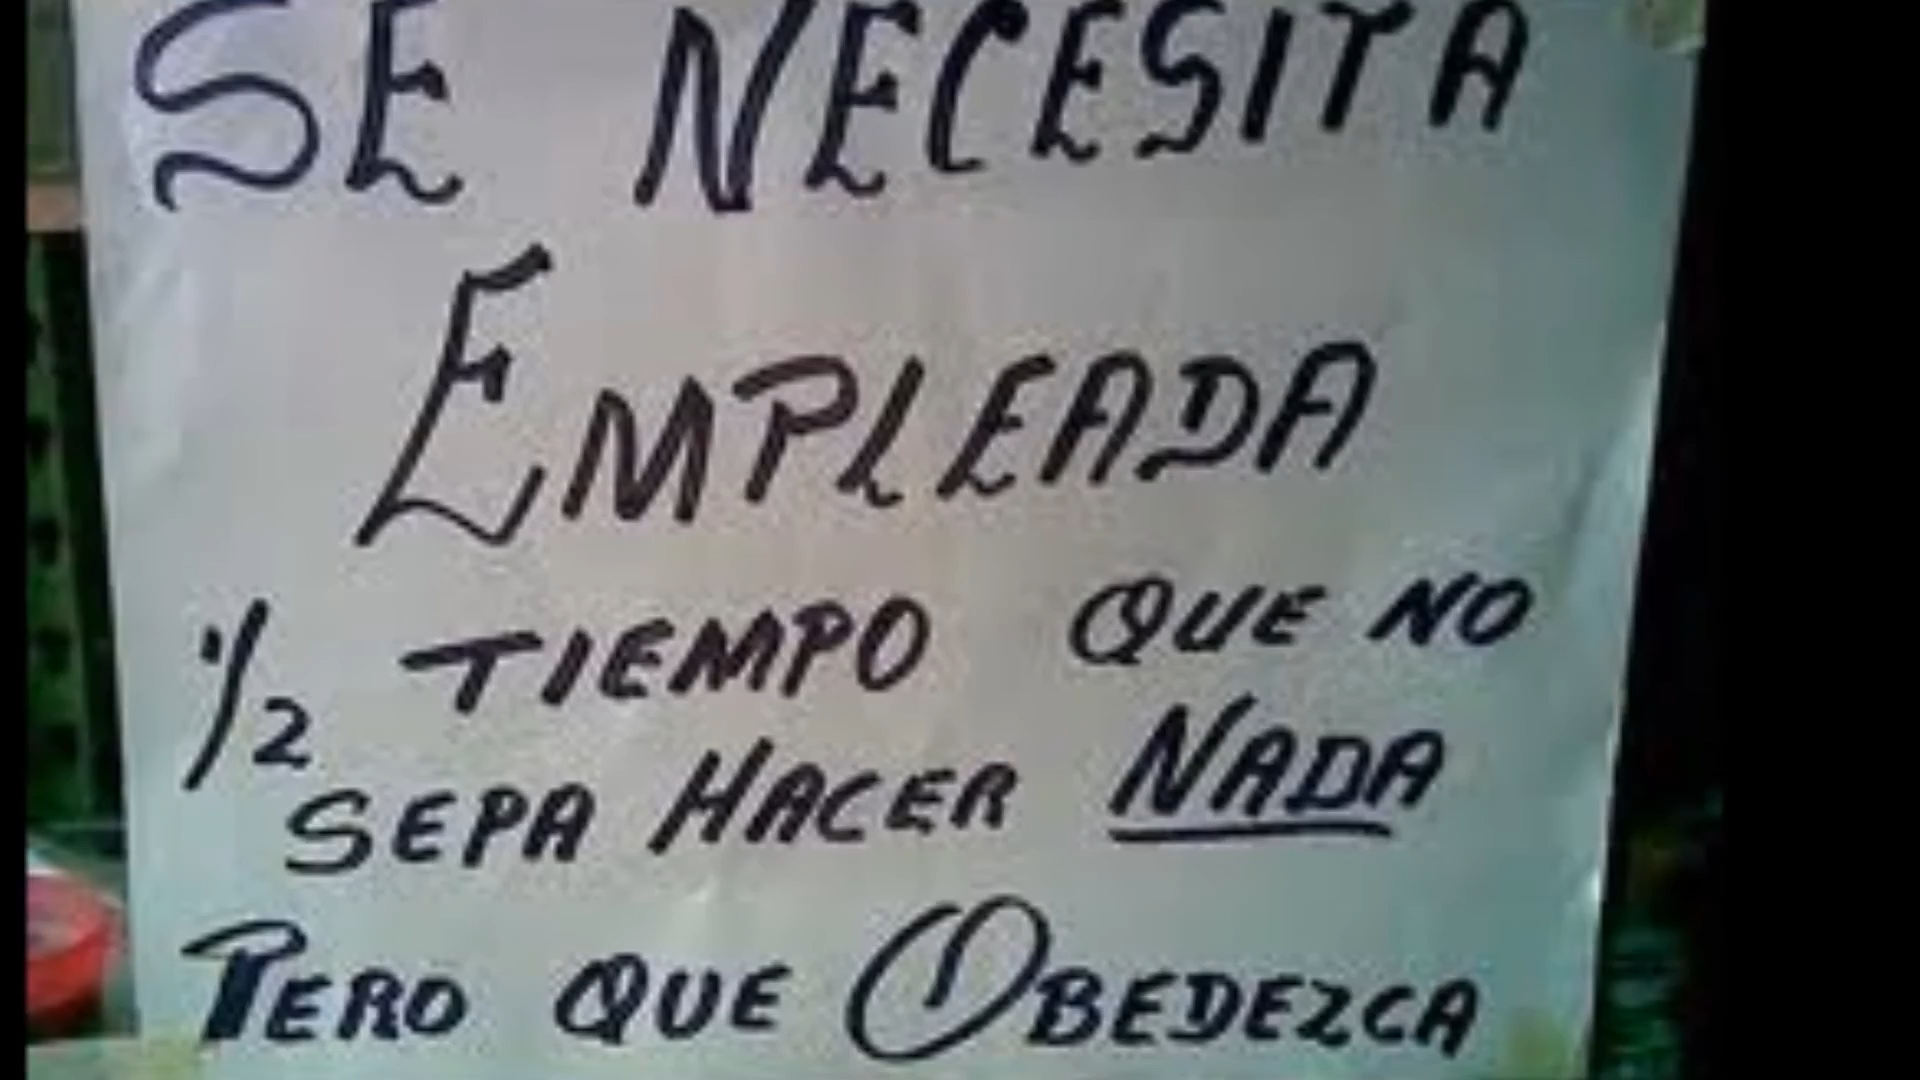 SE NECESITA
EMPLEADA
1/2 TIEMPO QUE NO
SEPA HACER NADA
PERO QUE OBEDEZCA